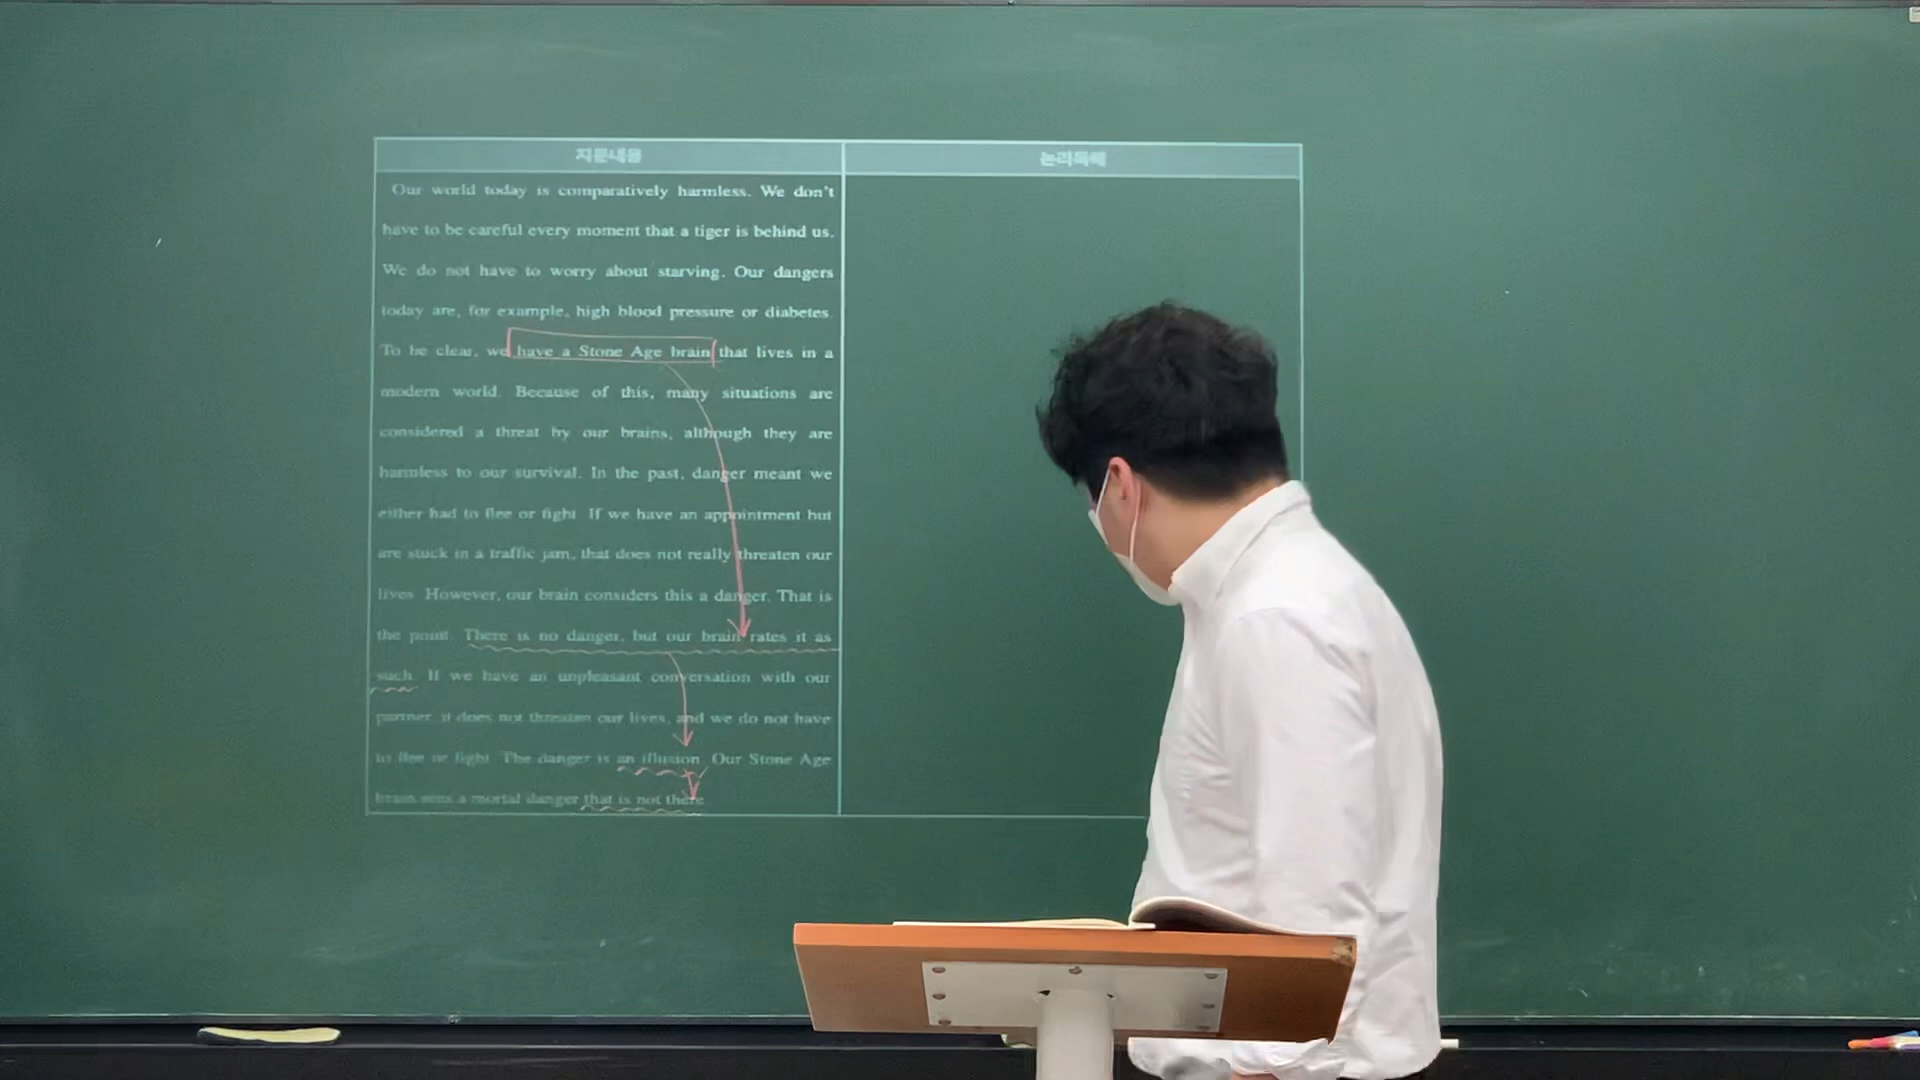 지문내용
논리독해
Our world today is comparatively harmless. We don't
have to be careful every moment that a tiger is behind us.
We do not have to worry about starving. Our dangers
today are, for example, high blood pressure or diabetes.
To be clear, we have a Stone Age brain that lives in a
modern world. Because of this, many situations are
considered a threat by our brains, although they are
harmless to our survival. In the past, danger meant we
either had to flee or fight. If we have an appointment but
are stuck in a traffic jam, that does not really threaten our
lives. However, our brain considers this a danger. That is
the point. There is no danger, but our brain rates it as
such. If we have an unpleasant conversation with our
partner, it does not threaten our lives, and we do not have
to flee or fight. The danger is an illusion. Our Stone Age
brain sees a mortal danger that is not there.